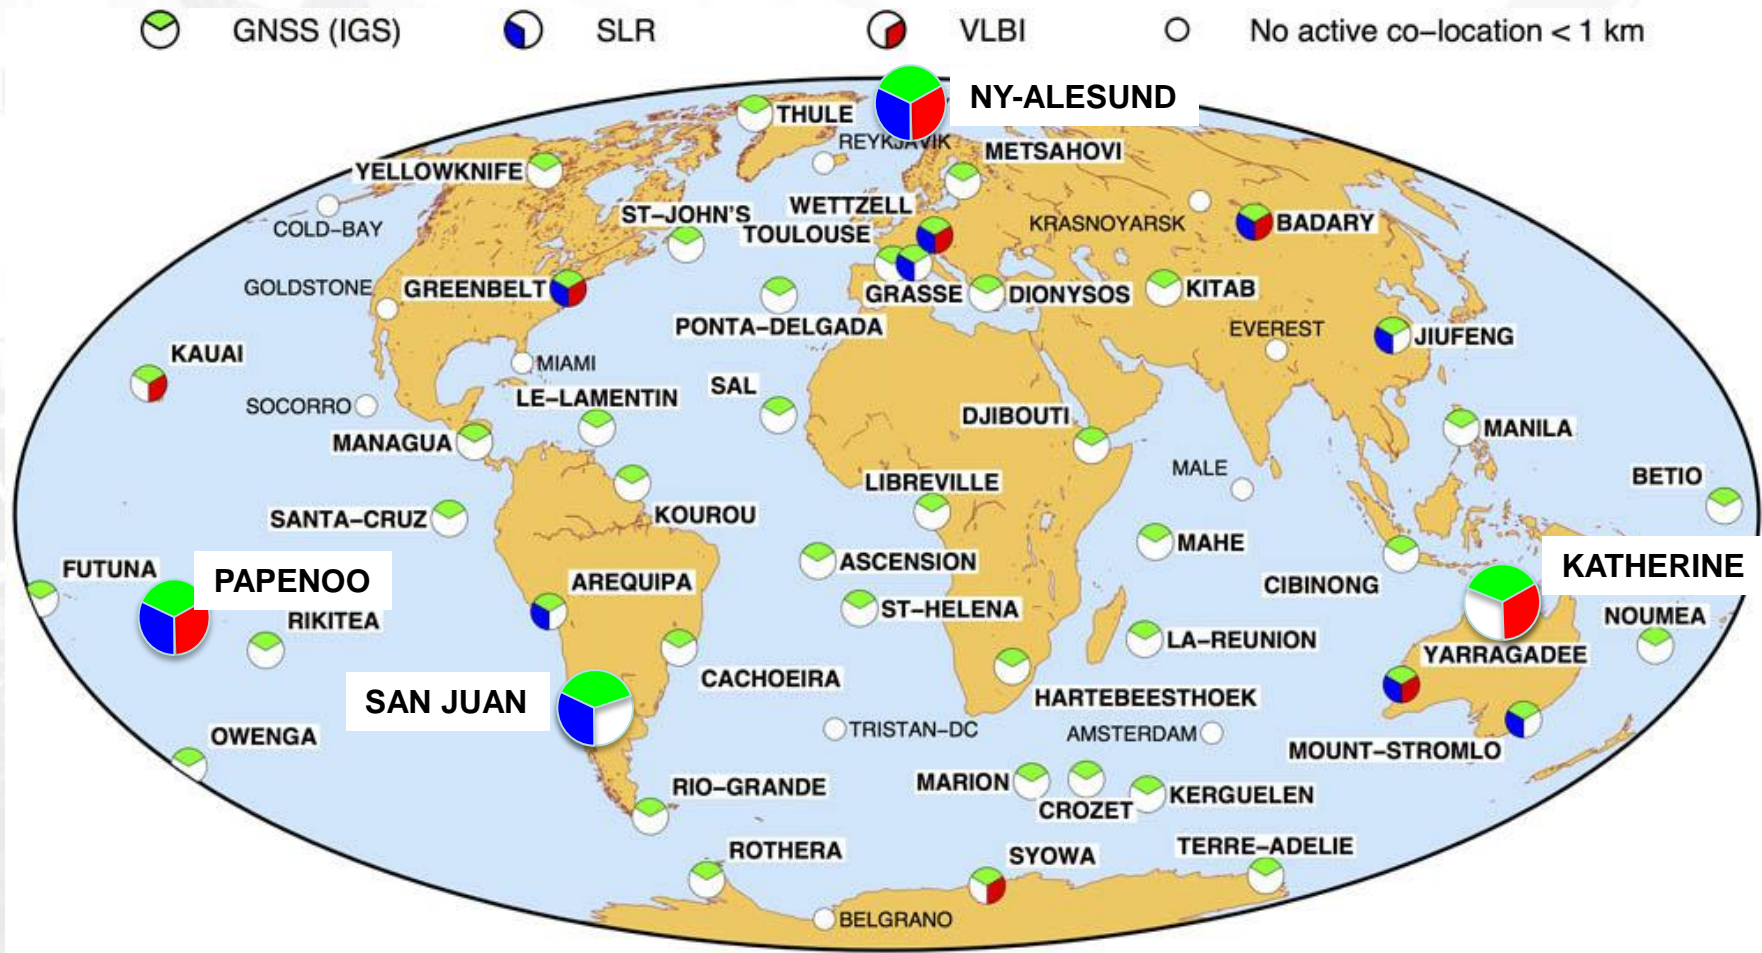 GNSS (IGS)
SLR
VLBI
No active co-location < 1 km
NY-ALESUND
THULE
REYKJAVIK
METSAHOVI
YELLOWKNIFE
WETTZELL
ST-JOHN'S
COLD-BAY
TOULOUSE
KRASNOYARSK
BADARY
GOLDSTONE
GREENBELT
GRASSE
DIONYSOS
KITAB
PONTA-DELGADA
EVEREST
JIUFENG
KAUAI
MIAMI
SAL
LE-LAMENTIN
SOCORRO
DJIBOUTI
MANAGUA
MANILA
MALE
BETIO
LIBREVILLE
SANTA-CRUZ
KOUROU
MAHE
FUTUNA
PAPENOO
ASCENSION
KATHERINE
AREQUIPA
CIBINONG
ST-HELENA
NOUMEA
RIKITEA
LA-REUNION
YARRAGADEE
CACHOEIRA
SAN JUAN
HARTEBEESTHOEK
TRISTAN-DC
AMSTERDAM
OWENGA
MOUNT-STROMLO
MARION
RIO-GRANDE
CROZET
KERGUELEN
ROTHERA
SYOWA
TERRE-ADELIE
BELGRANO